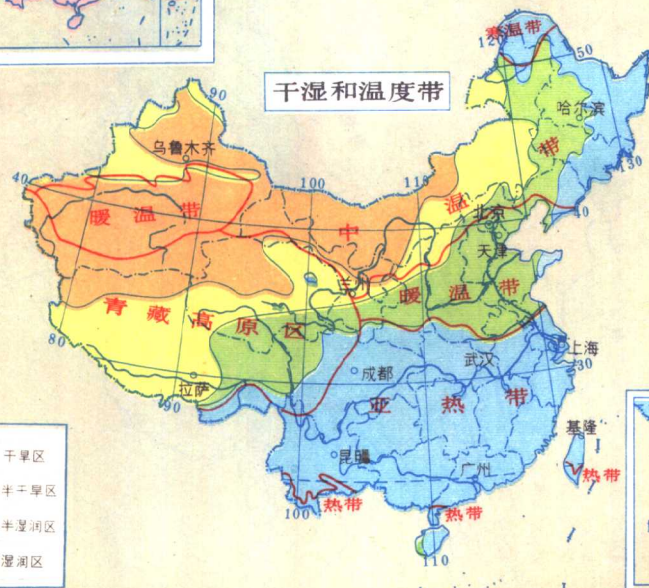 干湿和温度带
寒温带
120
50
90
哈尔滨
乌鲁木齐
带
130
40
100
110
温
北京
40
暖温带
中
天津
兰州
暖温带
青藏高原区
80
上海
武汉
30
成都
拉萨
90
亚热带
基隆
干旱区
昆明
广州
热带
半干旱区
100
热带
热带
半湿润区
110
湿润区